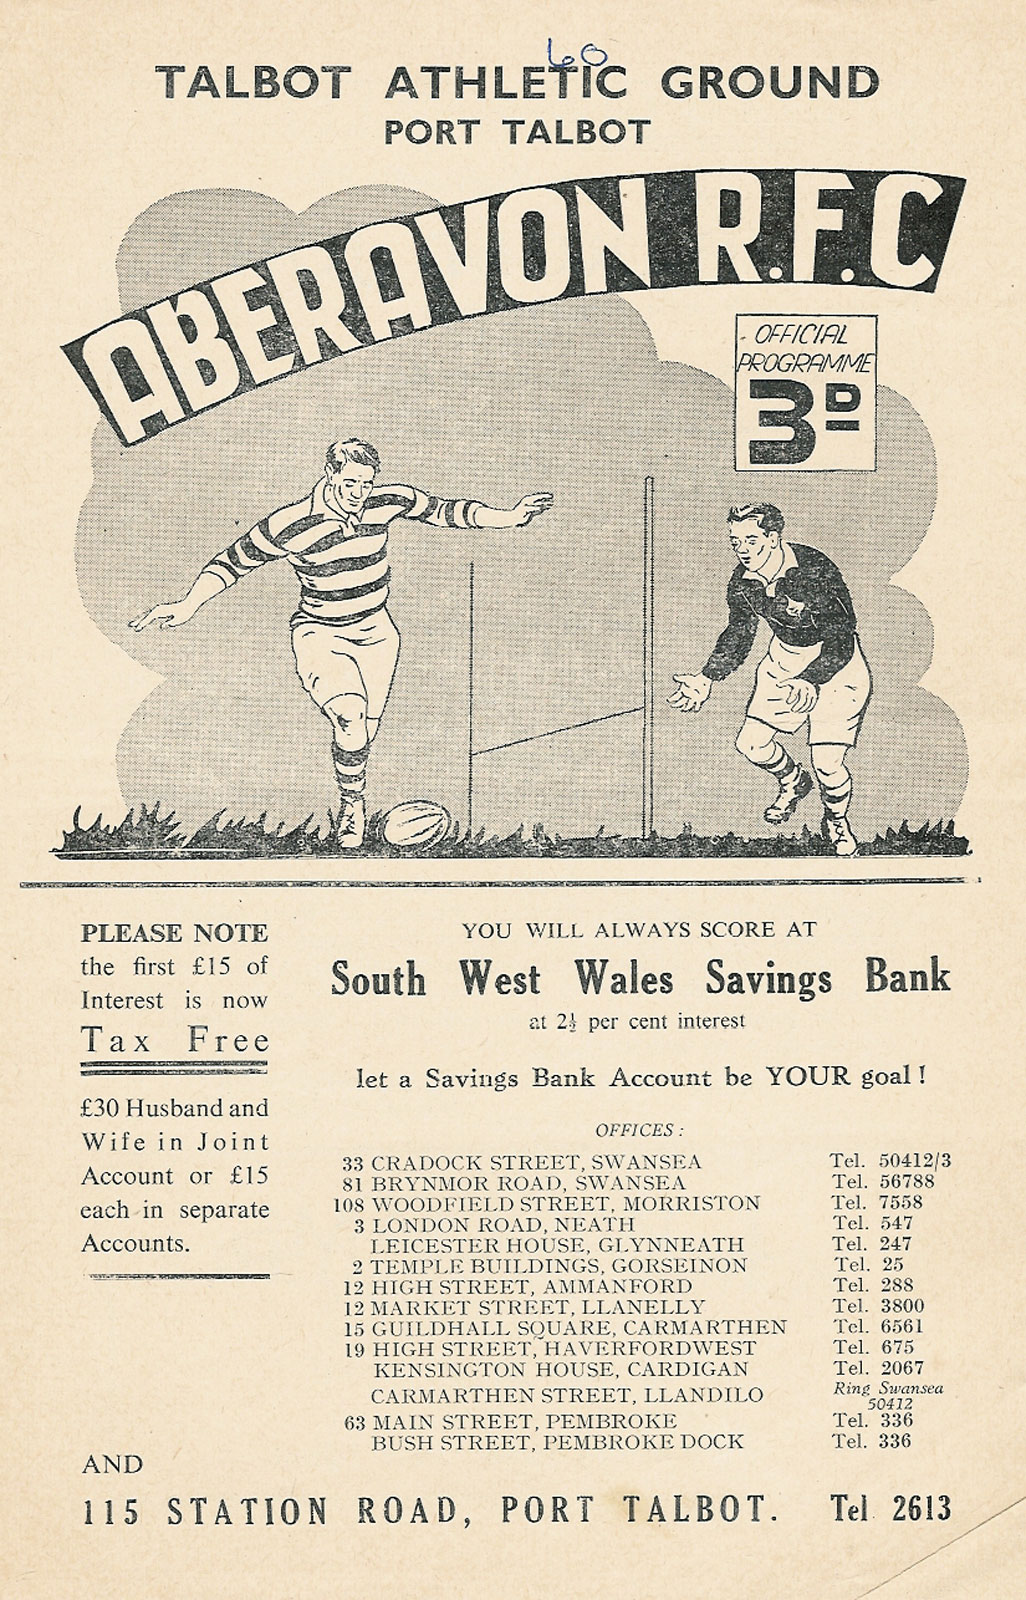 60
TALBOT ATHLETIC GROUND
PORT TALBOT
ABERAVON R.F.C
OFFICIAL
PROGRAMME
3D
PLEASE NOTE
the first £15 of
Interest is now
Tax Free
£30 Husband and
Wife in Joint
Account or £15
each in separate
Accounts.
YOU WILL ALWAYS SCORE AT
South West Wales Savings Bank
at 2½ per cent interest
let a Savings Bank Account be YOUR goal!
OFFICES:
33 CRADOCK STREET, SWANSEA Tel. 50412/3
81 BRYNMOR ROAD, SWANSEA Tel. 56788
108 WOODFIELD STREET, MORRISTON Tel. 7558
3 LONDON ROAD, NEATH Tel. 547
LEICESTER HOUSE, GLYNNEATH Tel. 247
2 TEMPLE BUILDINGS, GORSEINON Tel. 25
12 HIGH STREET, AMMANFORD Tel. 288
12 MARKET STREET, LLANELLY Tel. 3800
15 GUILDHALL SQUARE, CARMARTHEN Tel. 6561
19 HIGH STREET, HAVERFORDWEST Tel. 675
KENSINGTON HOUSE, CARDIGAN Tel. 2067
CARMARTHEN STREET, LLANDILO Ring Swansea
50412
63 MAIN STREET, PEMBROKE Tel. 336
BUSH STREET, PEMBROKE DOCK Tel. 336
AND
115 STATION ROAD, PORT TALBOT. Tel 2613